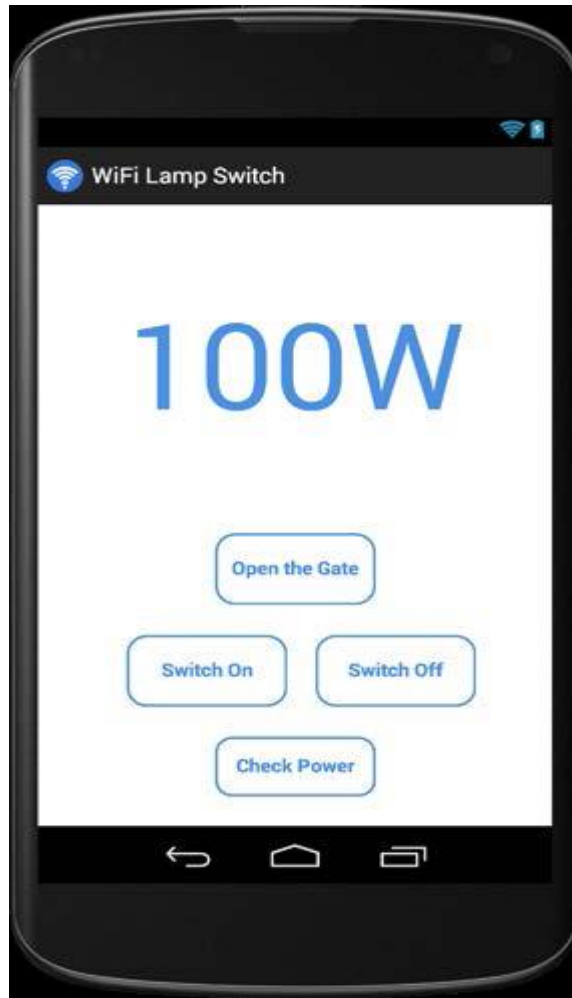 WiFi Lamp Switch
100W
Open the Gate
Switch On
Switch Off
Check Power